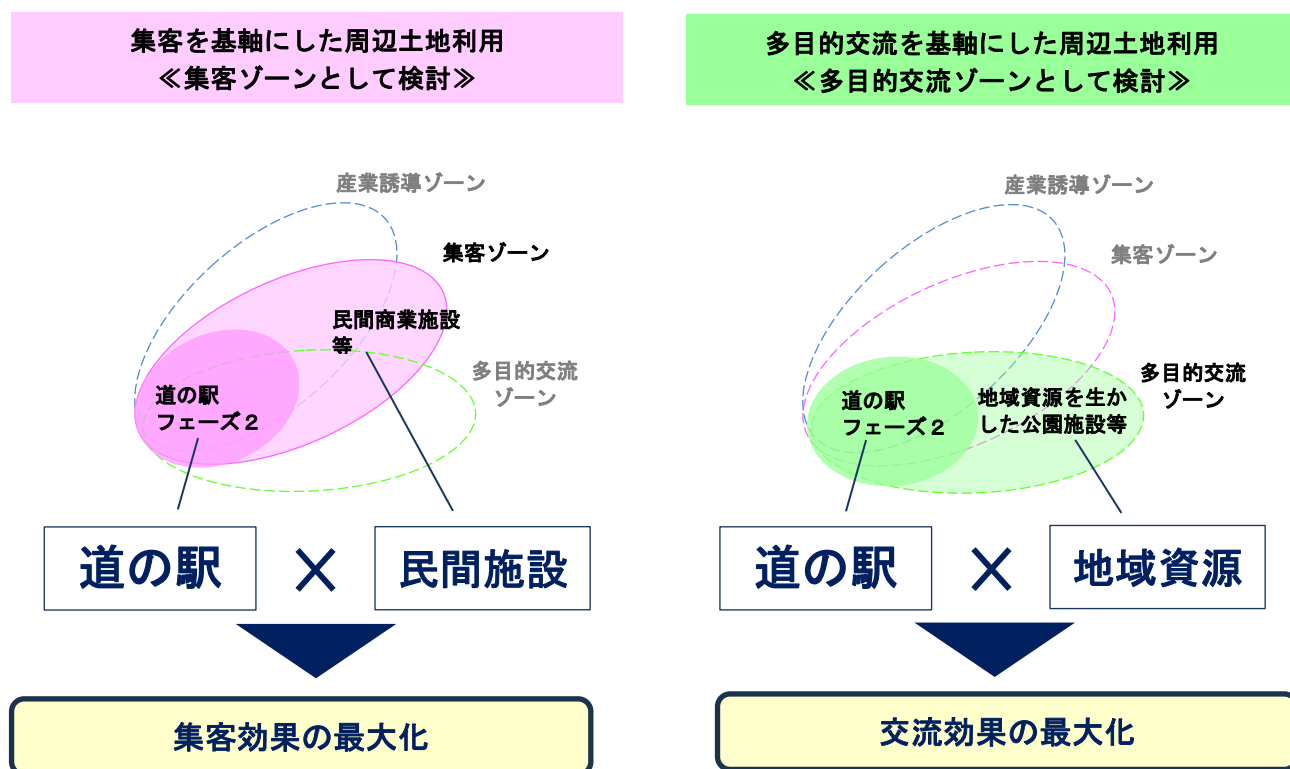 集客を基軸にした周辺土地利用
≪集客ゾーンとして検討≫
産業誘導ゾーン
集客ゾーン
民間商業施設
等
多目的交流
ゾーン
道の駅
フェーズ２
道の駅
×
民間施設
集客効果の最大化
多目的交流を基軸にした周辺土地利用
≪多目的交流ゾーンとして検討≫
産業誘導ゾーン
集客ゾーン
多目的交流
ゾーン
道の駅
フェーズ２
地域資源を生か
した公園施設等
道の駅
×
地域資源
交流効果の最大化